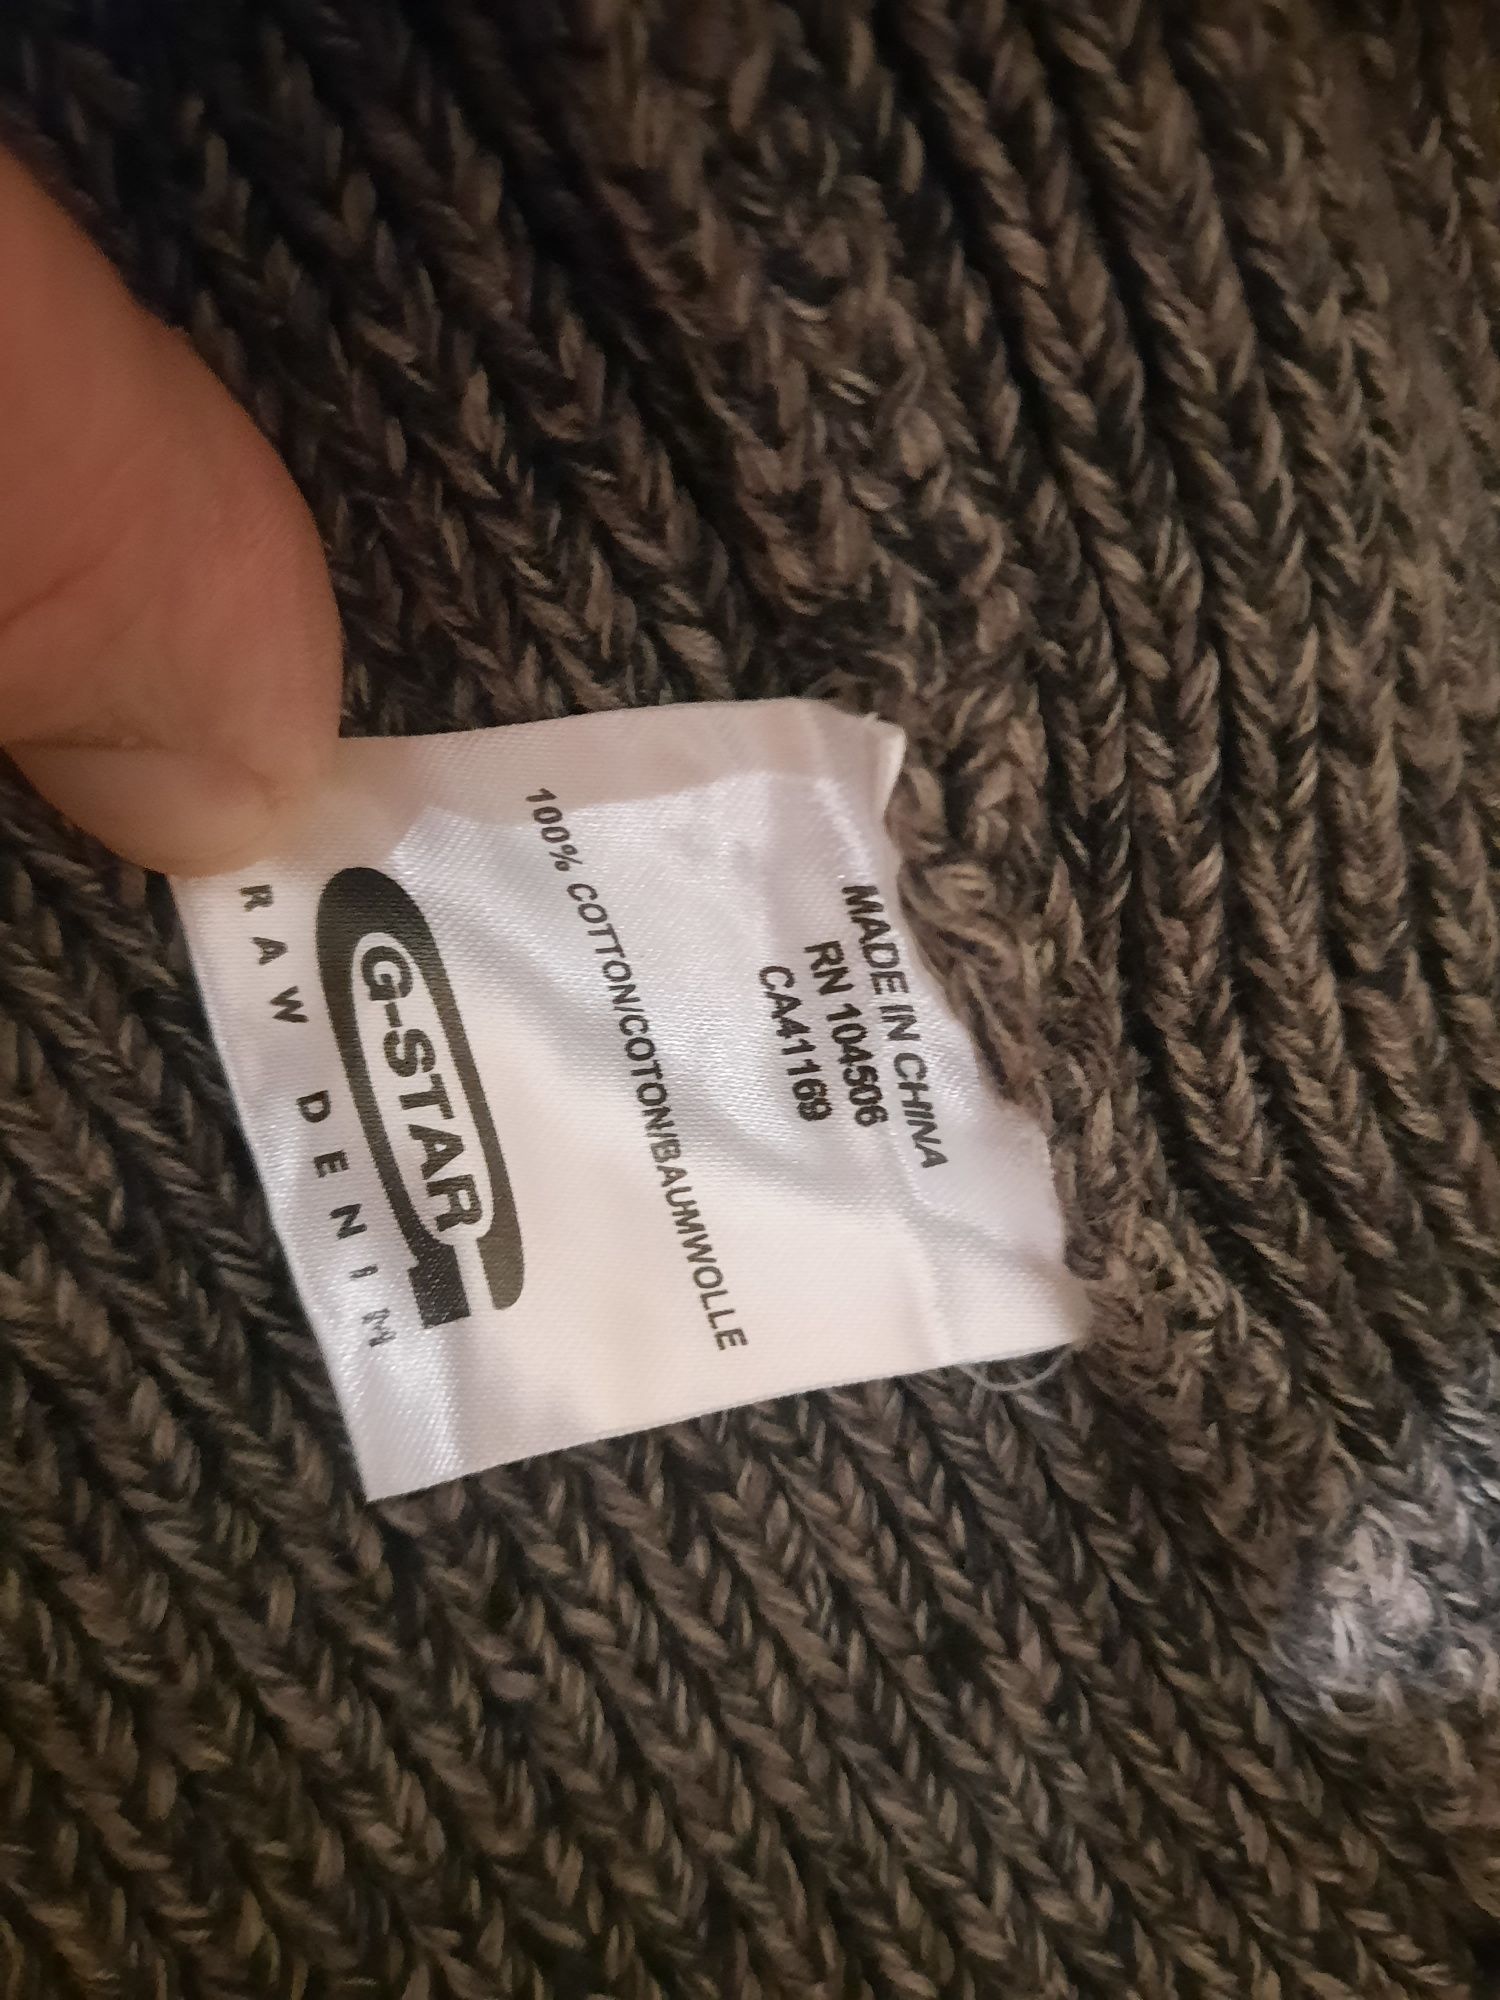 MADE IN CHINA
RN 104506
CA41169
100% COTTON/COTON/BAUMWOLLE
G-STAR
RAW DENIM